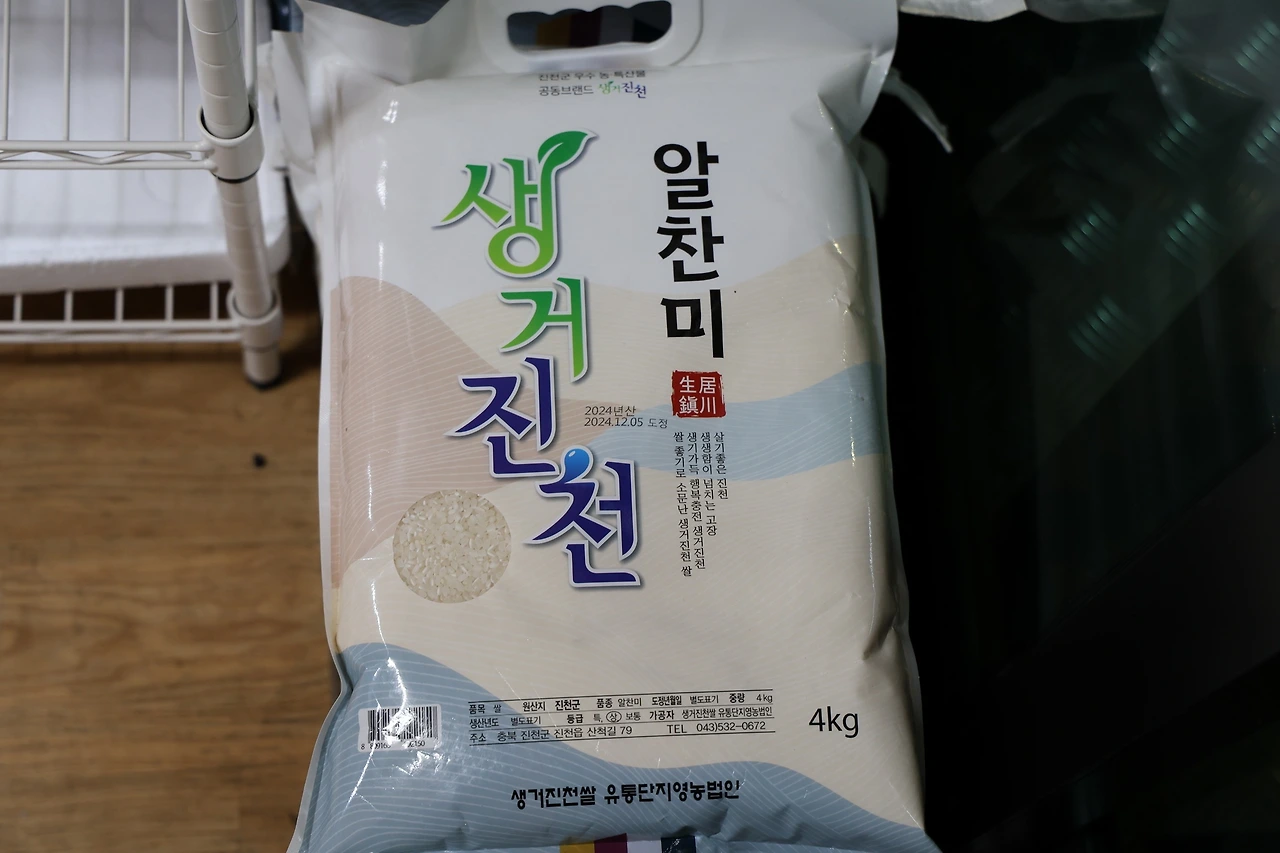 진천군 우수 농·특산물
공동브랜드 생거진천
생거
진천
알찬미
生居
鎭川
2024년산
2024.12.05 도정
살기좋은 진천
생생함이 넘치는 고장
생기가득 행복충전 생거진천
쌀 좋기로 소문난 생거진천 쌀
품목 쌀 원산지 진천군 품종 알찬미 도정년월일 별도표기 중량 4kg
생산년도 별도표기 등급 특, 상, 보통 가공자 생거진천쌀 유통단지영농법인
주소 충북 진천군 진천읍 산척길 79 TEL 043)532-0672
4kg
생거진천쌀 유통단지영농법인